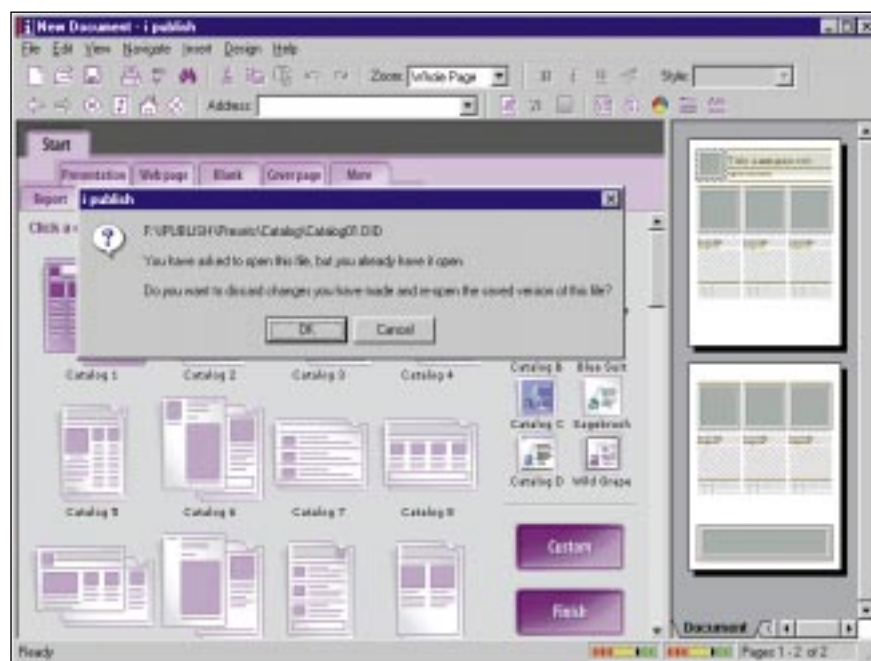 New Document - i publish
File Edit View Navigate Insert Design Help
Zoom: Whole Page Style:
Address:
Start
Presentation Web page Blank Cover page More
Report
Click a
i publish
F:\IPUBLISH\Presets\Catalog\Catalog01.DID
You have asked to open this file, but you already have it open.
Do you want to discard changes you have made and re-open the saved version of this file?
OK Cancel
Catalog 1 Catalog 2 Catalog 3 Catalog 4
Catalog B Blue Suit
Catalog C Sagebrush
Catalog D Wild Grape
Catalog 5 Catalog 6 Catalog 7 Catalog 8
Custom
Finish
Document
Ready
Pages 1 - 2 of 2